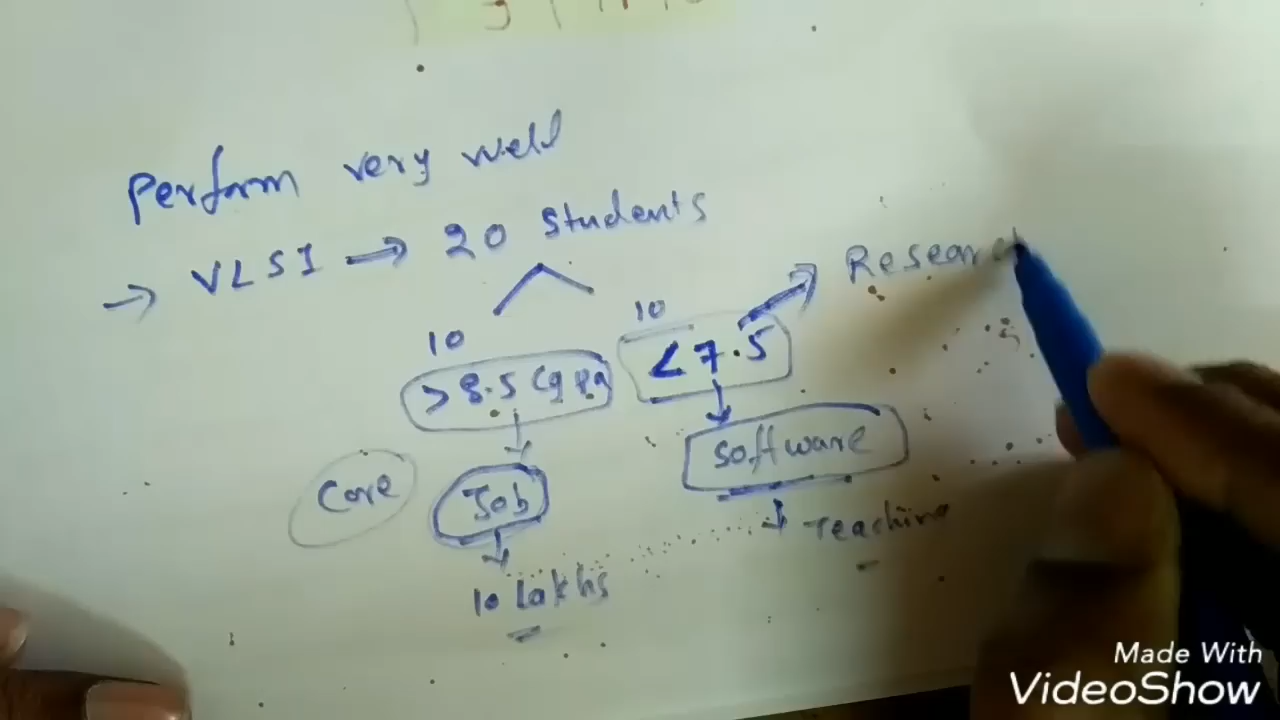 Perform very well
→ VLSI → 20 Students
10
10
> 8.5 Cgpa
< 7.5
Research
Core
Job
Software
10 lakhs
Teaching
Made With
VideoShow